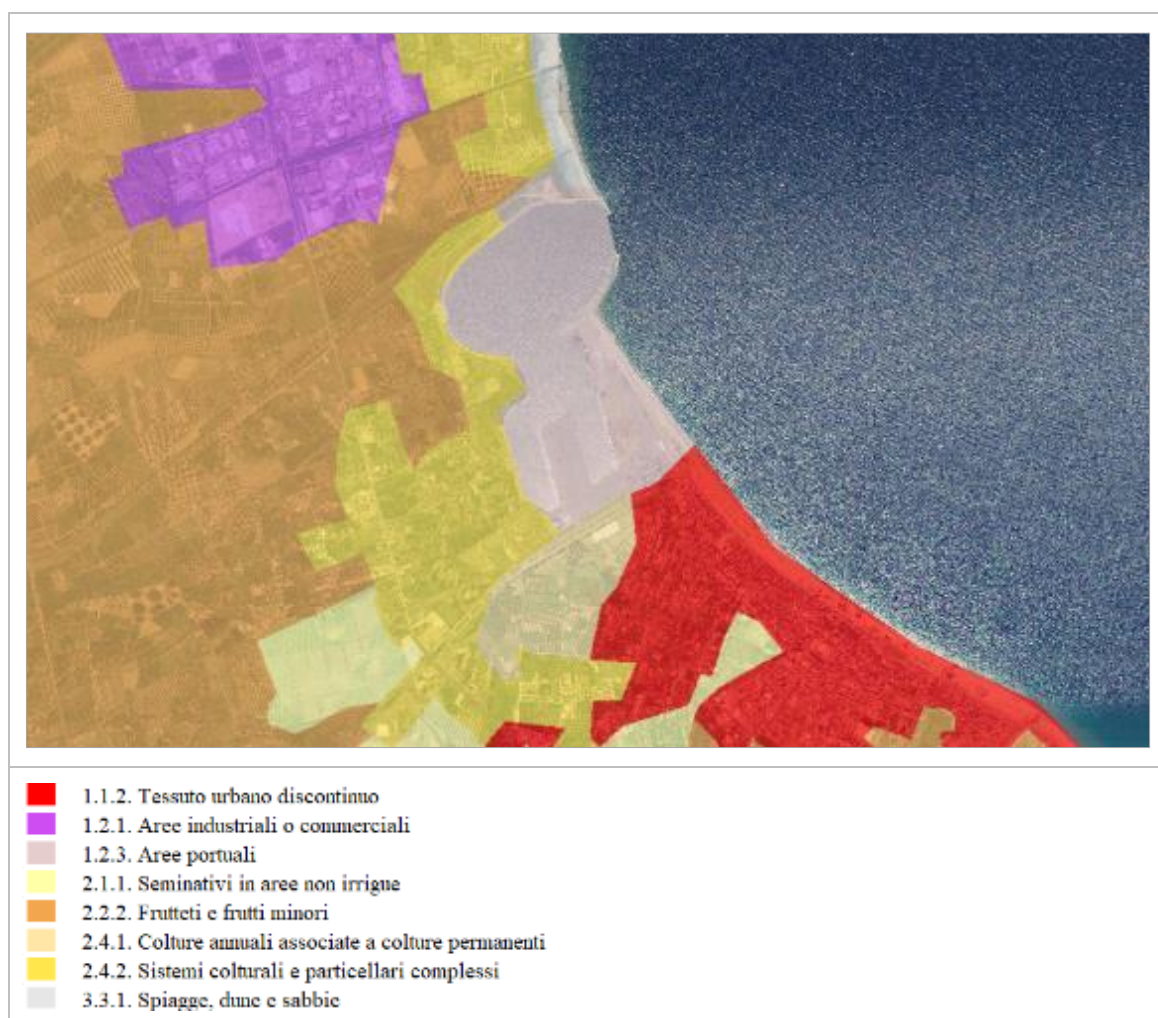 1.1.2. Tessuto urbano discontinuo
1.2.1. Aree industriali o commerciali
1.2.3. Aree portuali
2.1.1. Seminativi in aree non irrigue
2.2.2. Frutteti e frutti minori
2.4.1. Colture annuali associate a colture permanenti
2.4.2. Sistemi colturali e particellari complessi
3.3.1. Spiagge, dune e sabbie